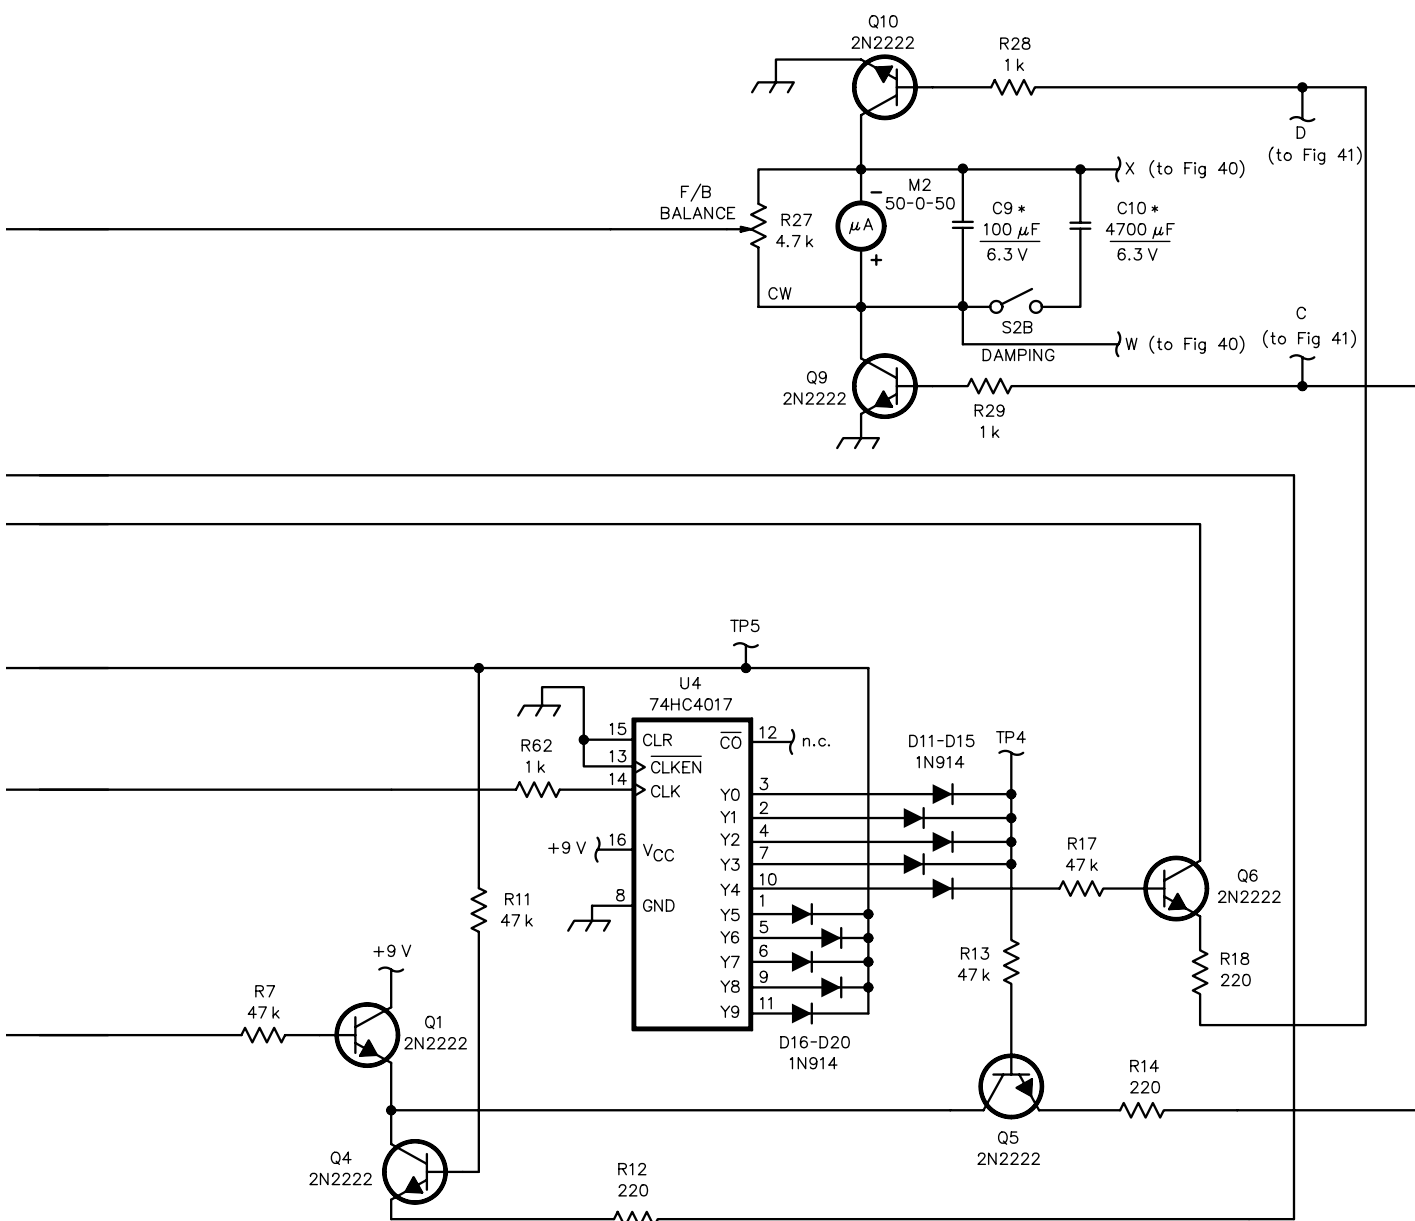 Q10
2N2222
R28
1 k
D
(to Fig 41)
X (to Fig 40)
F/B
BALANCE
R27
4.7 k
− M2
50-0-50
µA
+
C9 *
100 µF
6.3 V
C10 *
4700 µF
6.3 V
CW
S2B
DAMPING
W (to Fig 40)
C
(to Fig 41)
Q9
2N2222
R29
1 k
TP5
U4
74HC4017
15 CLR
13 CLKEN
14 CLK
16 VCC
8 GND
R62
1 k
+9 V
CO 12 n.c.
Y0 3
Y1 2
Y2 4
Y3 7
Y4 10
Y5 1
Y6 5
Y7 6
Y8 9
Y9 11
D11-D15
1N914
TP4
R17
47 k
Q6
2N2222
R11
47 k
R13
47 k
R18
220
+9 V
R7
47 k
Q1
2N2222
D16-D20
1N914
R14
220
Q5
2N2222
Q4
2N2222
R12
220